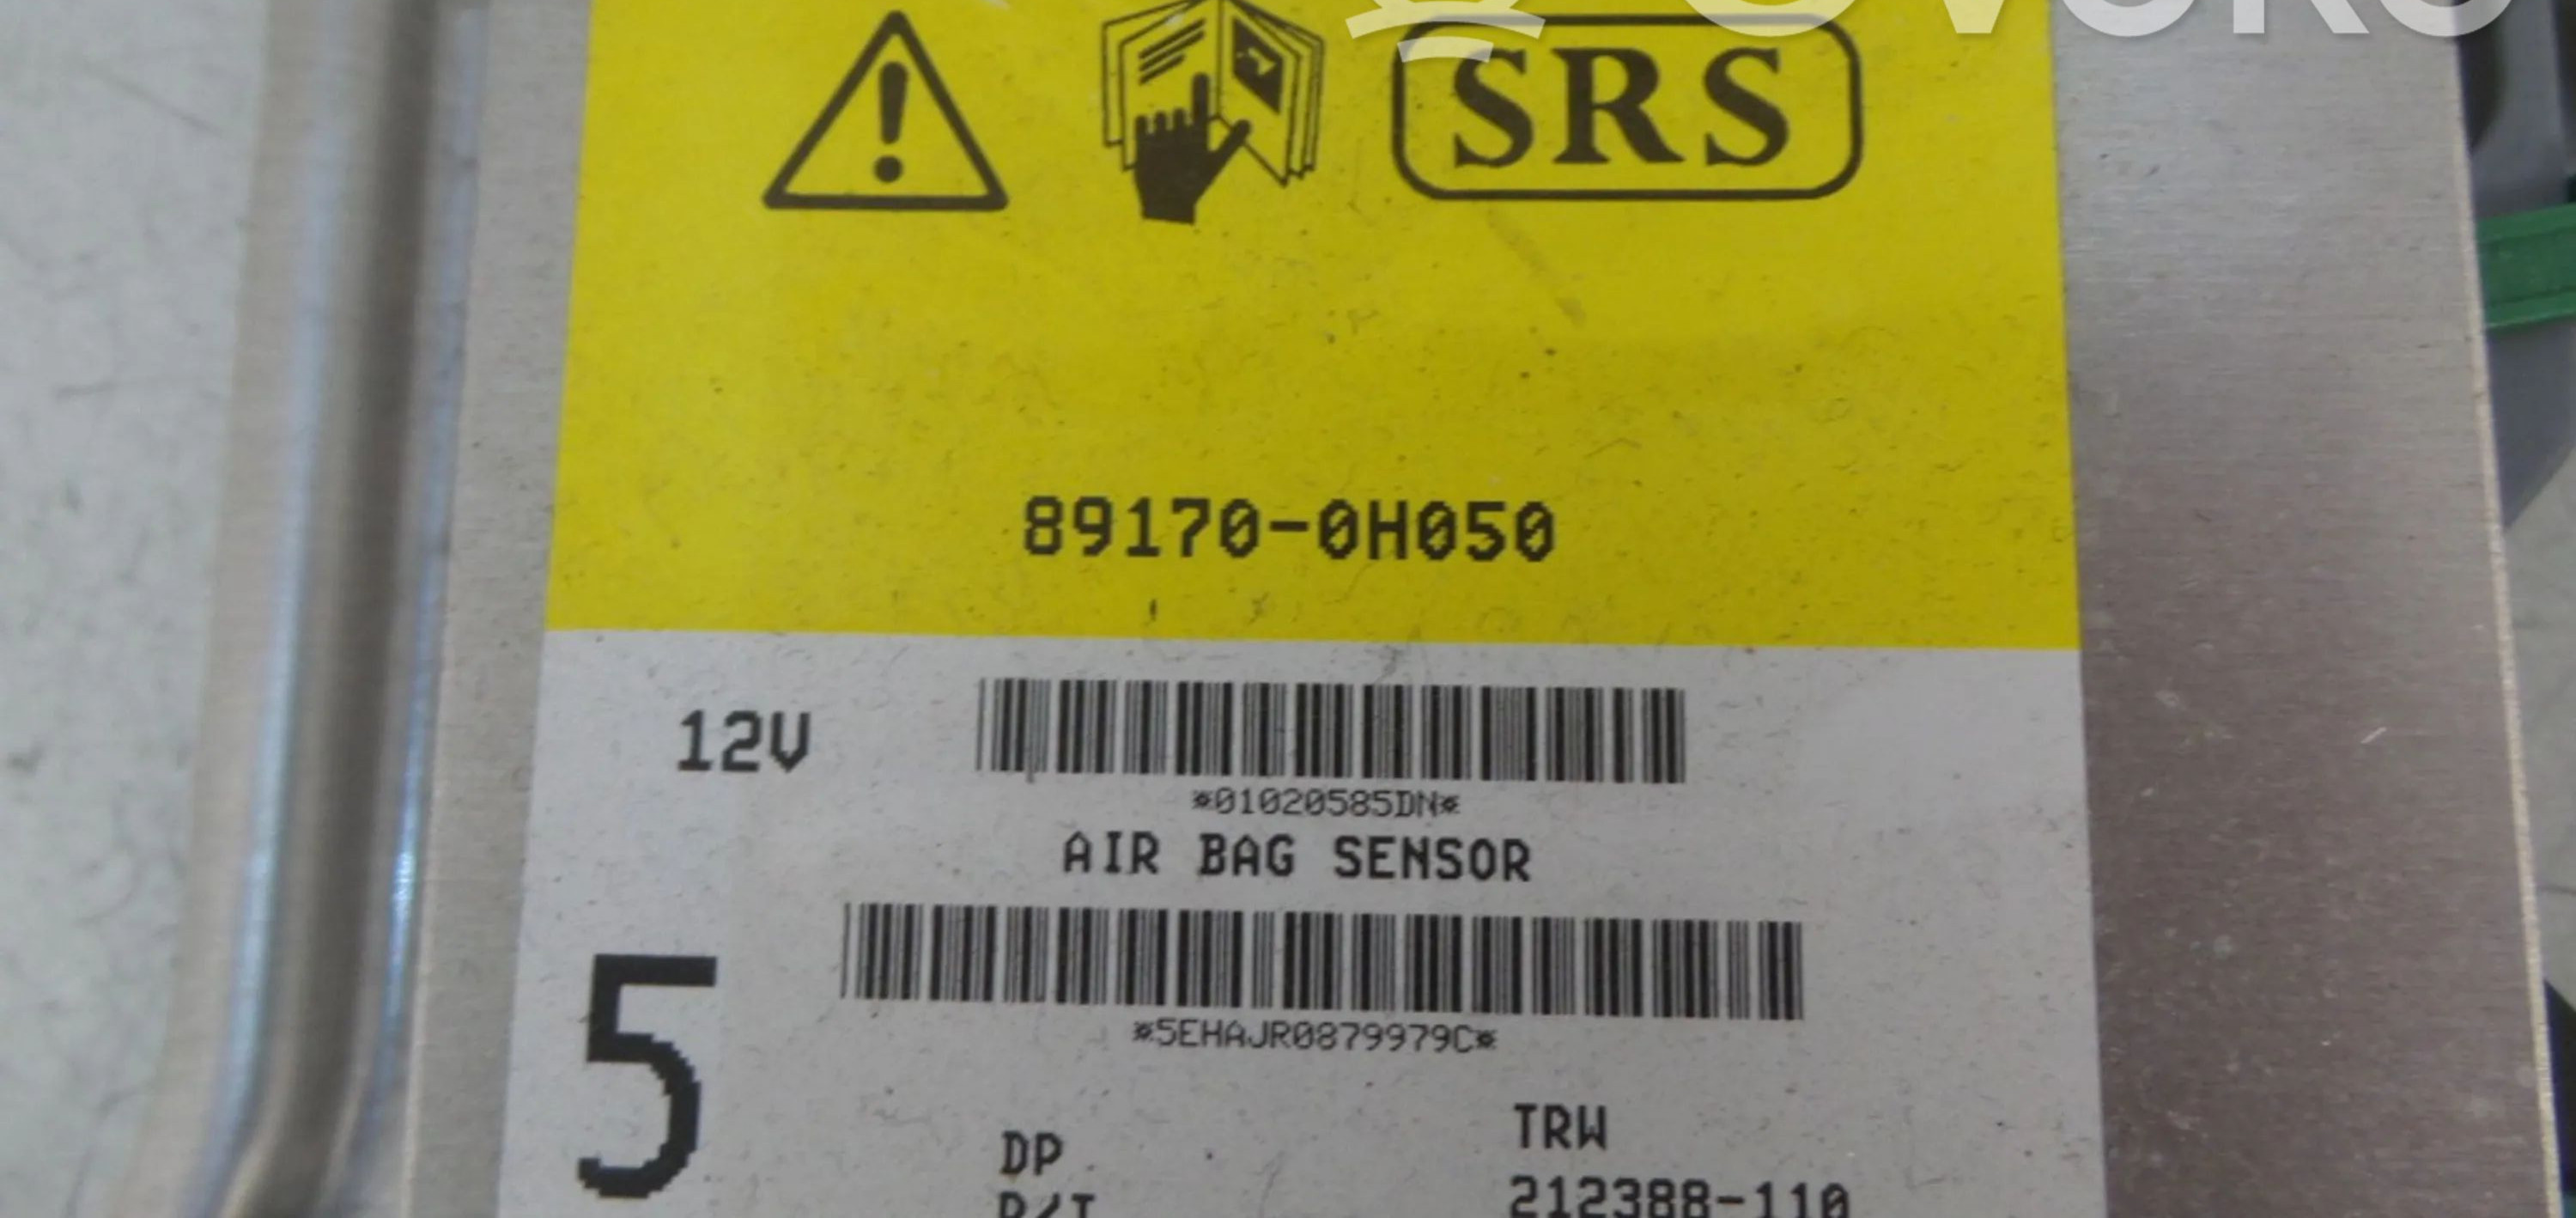 SRS
89170-0H050
12V
*01020585DN*
AIR BAG SENSOR
*5EHAJR0879979C*
5
DP
TRW
212388-110